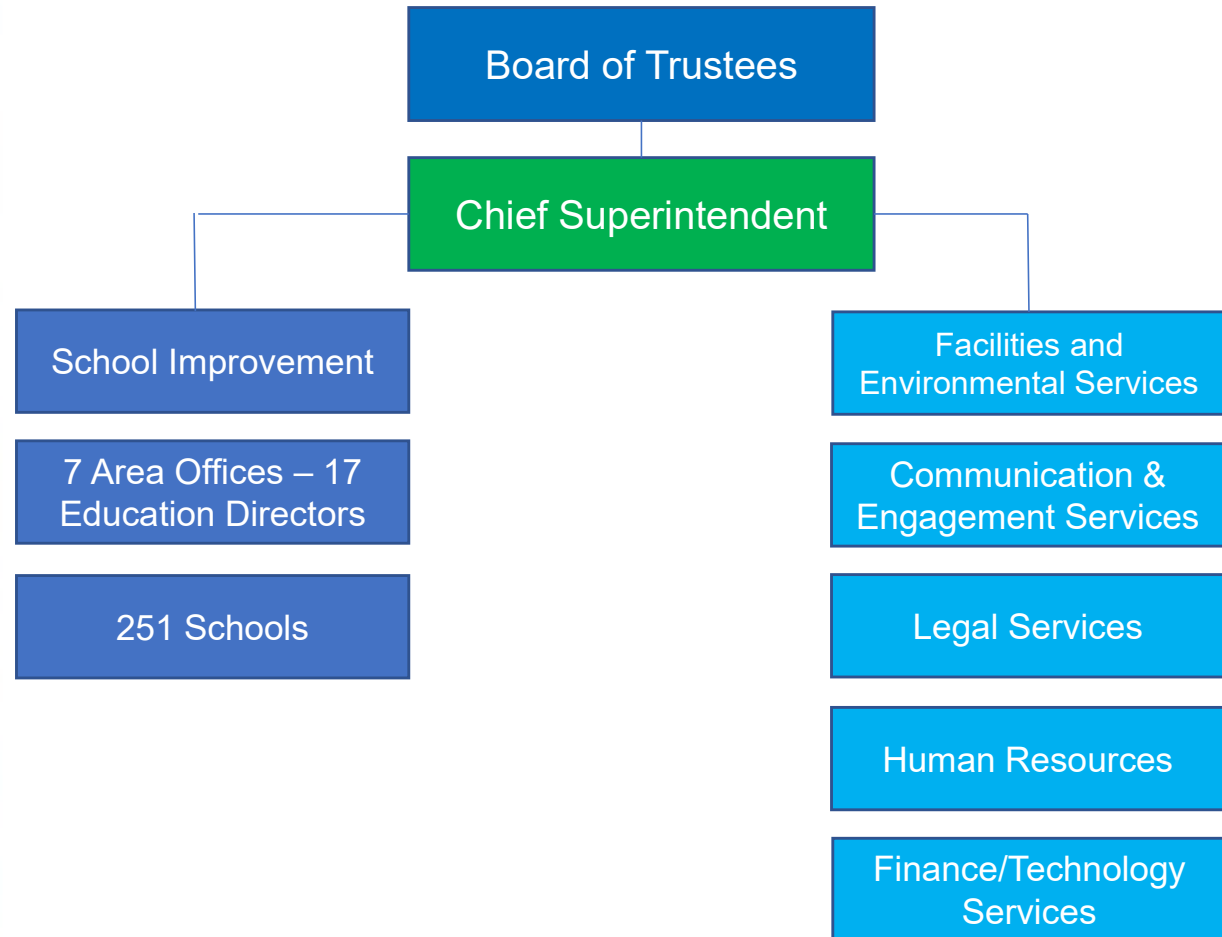 Board of Trustees
Chief Superintendent
School Improvement
7 Area Offices – 17
Education Directors
251 Schools
Facilities and
Environmental Services
Communication &
Engagement Services
Legal Services
Human Resources
Finance/Technology
Services